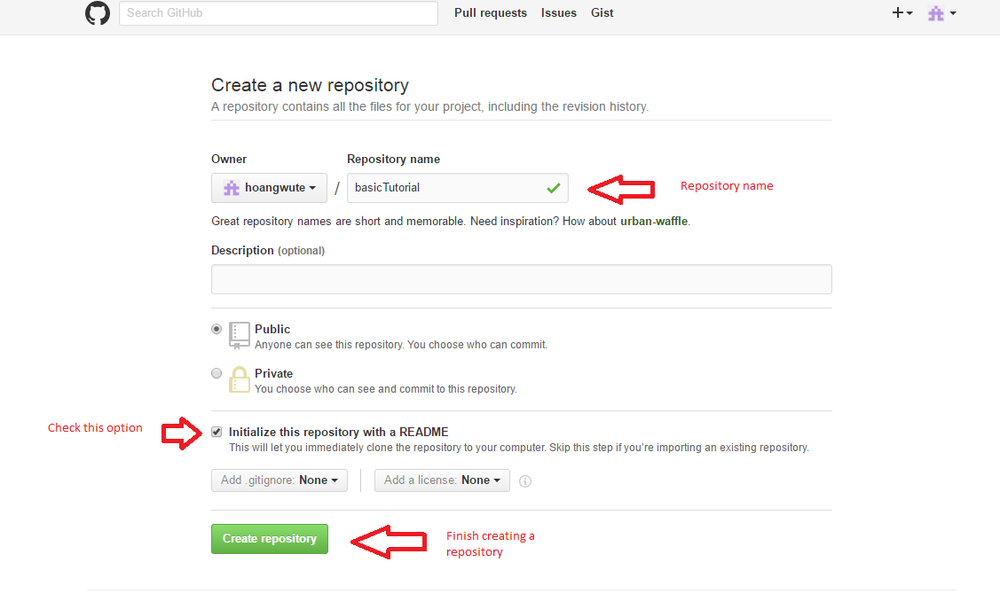 Search GitHub Pull requests Issues Gist
Create a new repository
A repository contains all the files for your project, including the revision history.
Owner Repository name
hoangwute / basicTutorial Repository name
Great repository names are short and memorable. Need inspiration? How about urban-waffle.
Description (optional)
Public
Anyone can see this repository. You choose who can commit.
Private
You choose who can see and commit to this repository.
Check this option Initialize this repository with a README
This will let you immediately clone the repository to your computer. Skip this step if you’re importing an existing repository.
Add .gitignore: None Add a license: None
Create repository Finish creating a
repository